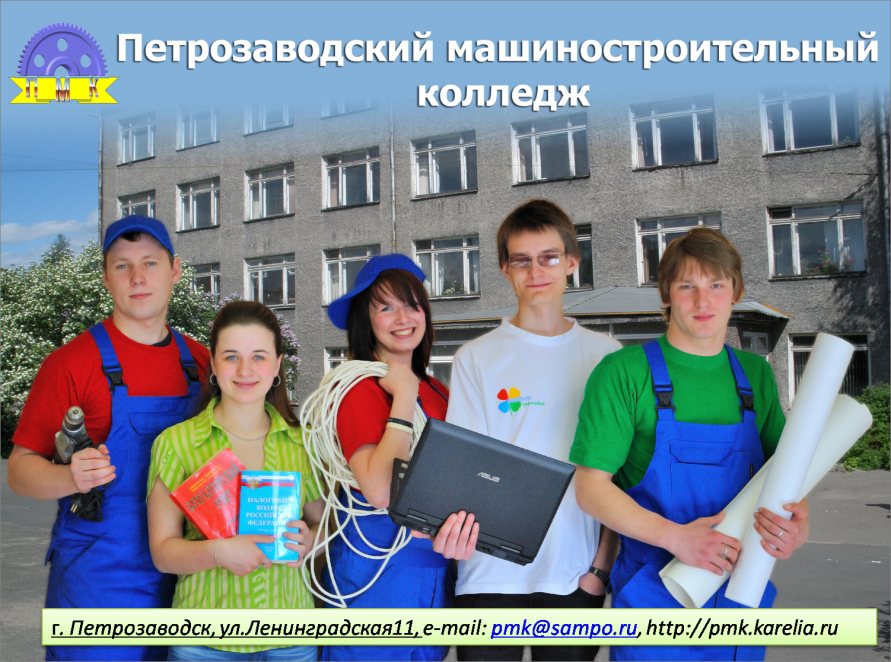 Петрозаводский машиностроительный
колледж
П М К
НАЛОГОВЫЙ
КОДЕКС
РОССИЙСКОЙ
ФЕДЕРАЦИИ
ASUS
г. Петрозаводск, ул.Ленинградская11, e-mail: pmk@sampo.ru, http://pmk.karelia.ru